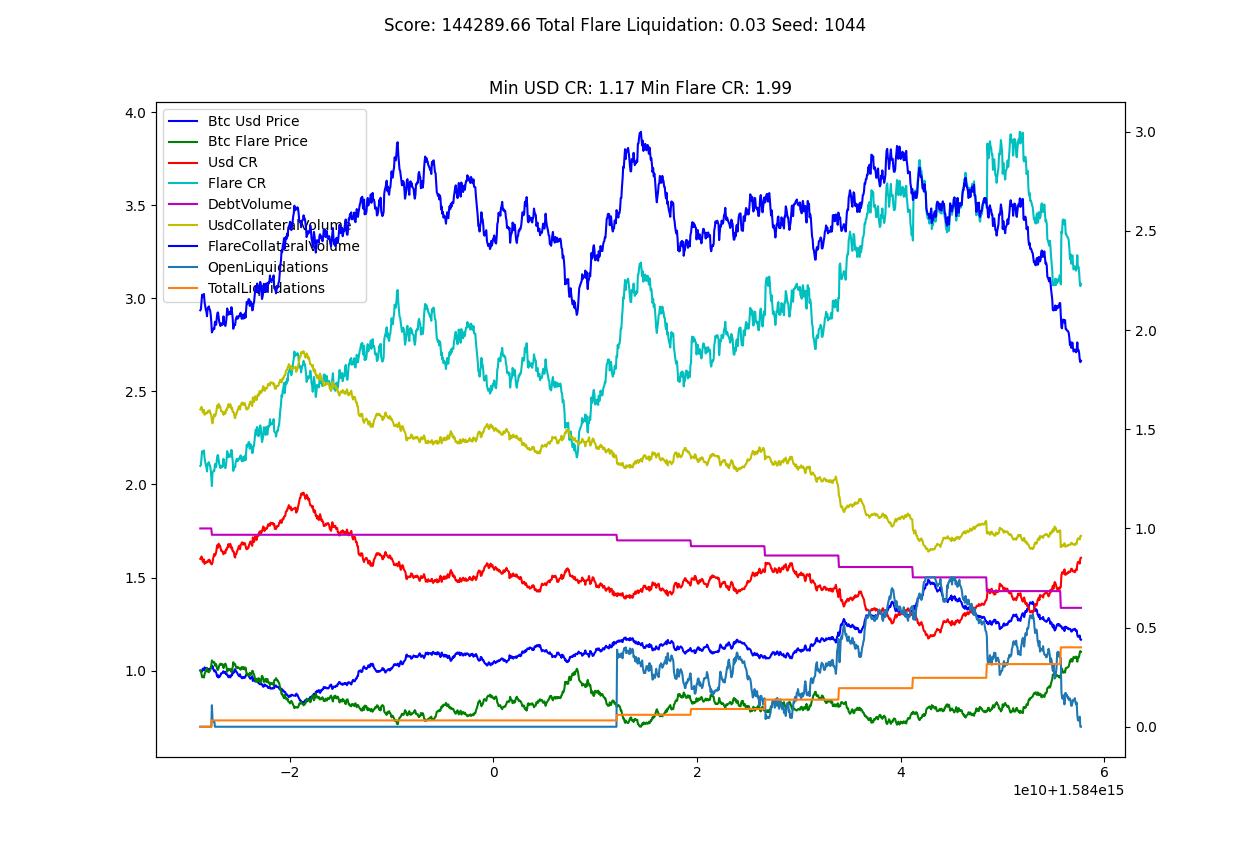 Score: 144289.66 Total Flare Liquidation: 0.03 Seed: 1044
Min USD CR: 1.17 Min Flare CR: 1.99
4.0
3.5
3.0
2.5
2.0
1.5
1.0
Btc Usd Price
Btc Flare Price
Usd CR
Flare CR
DebtVolume
UsdCollateralVolume
FlareCollateralVolume
OpenLiquidations
TotalLiquidations
3.0
2.5
2.0
1.5
1.0
0.5
0.0
−2 0 2 4 6
1e10+1.584e15